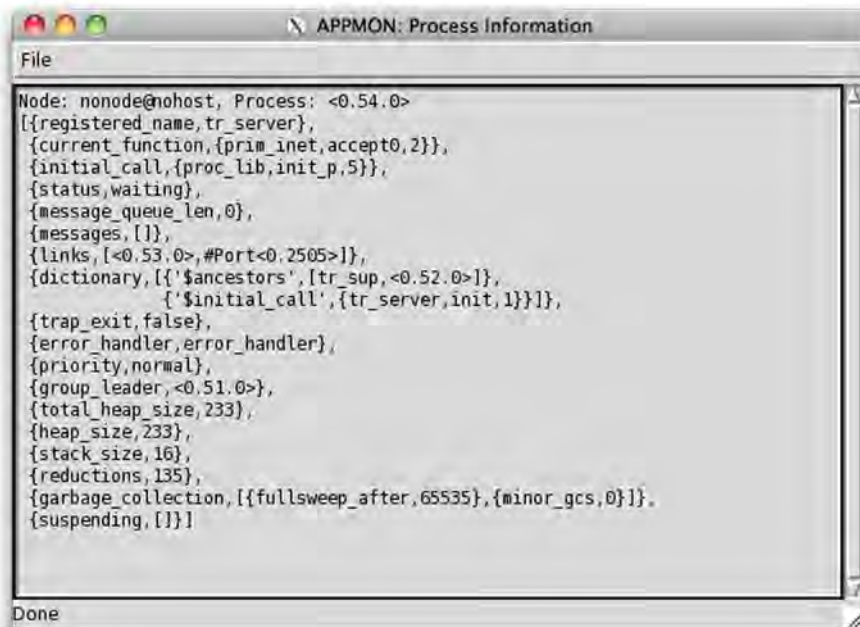 APPMON: Process Information
File
Node: nonode@nohost, Process: <0.54.0>
[{registered_name,tr_server},
{current_function,{prim_inet,accept0,2}},
{initial_call,{proc_lib,init_p,5}},
{status,waiting},
{message_queue_len,0},
{messages,[]},
{links,[<0.53.0>,#Port<0.2505>]},
{dictionary,[{'$ancestors',[tr_sup,<0.52.0>]},
{'$initial_call',{tr_server,init,1}}]},
{trap_exit,false},
{error_handler,error_handler},
{priority,normal},
{group_leader,<0.51.0>},
{total_heap_size,233},
{heap_size,233},
{stack_size,16},
{reductions,135},
{garbage_collection,[{fullsweep_after,65535},{minor_gcs,0}]},
{suspending,[]}]
Done